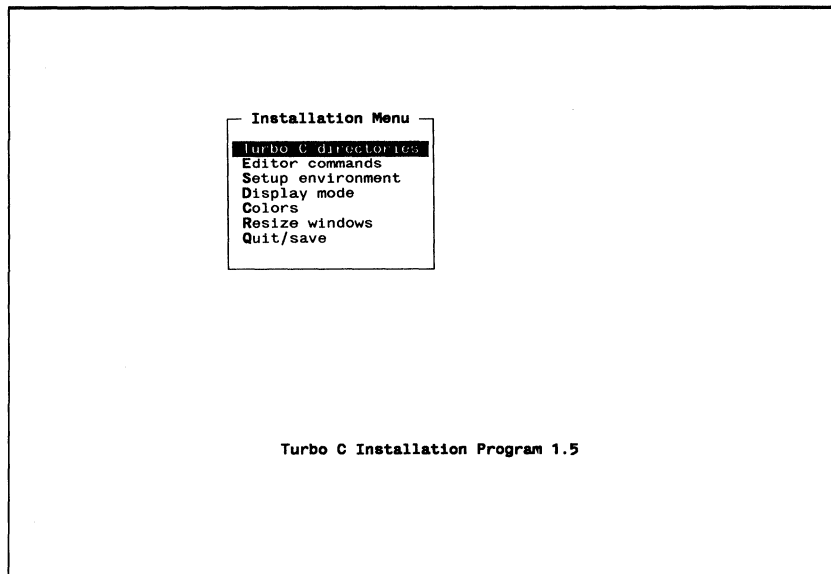 Installation Menu
Turbo C directories
Editor commands
Setup environment
Display mode
Colors
Resize windows
Quit/save
Turbo C Installation Program 1.5